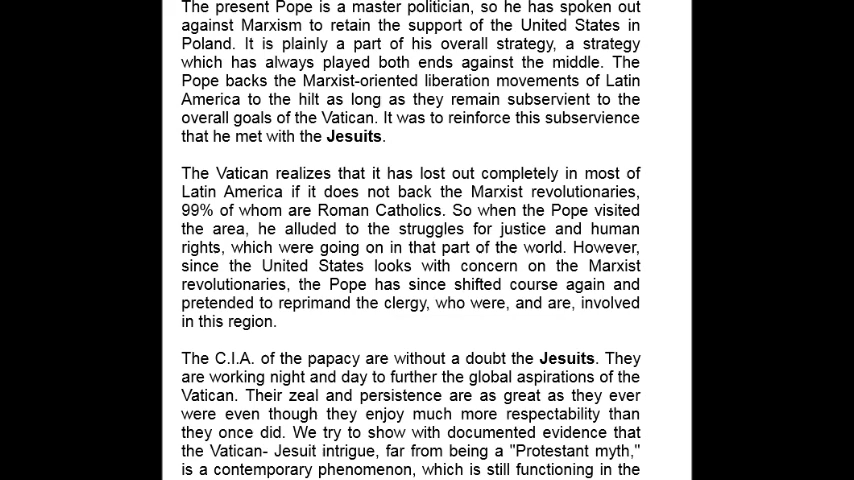 The present Pope is a master politician, so he has spoken out
against Marxism to retain the support of the United States in
Poland. It is plainly a part of his overall strategy, a strategy
which has always played both ends against the middle. The
Pope backs the Marxist-oriented liberation movements of Latin
America to the hilt as long as they remain subservient to the
overall goals of the Vatican. It was to reinforce this subservience
that he met with the Jesuits.
The Vatican realizes that it has lost out completely in most of
Latin America if it does not back the Marxist revolutionaries,
99% of whom are Roman Catholics. So when the Pope visited
the area, he alluded to the struggles for justice and human
rights, which were going on in that part of the world. However,
since the United States looks with concern on the Marxist
revolutionaries, the Pope has since shifted course again and
pretended to reprimand the clergy, who were, and are, involved
in this region.
The C.I.A. of the papacy are without a doubt the Jesuits. They
are working night and day to further the global aspirations of the
Vatican. Their zeal and persistence are as great as they ever
were even though they enjoy much more respectability than
they once did. We try to show with documented evidence that
the Vatican- Jesuit intrigue, far from being a "Protestant myth,"
is a contemporary phenomenon, which is still functioning in the